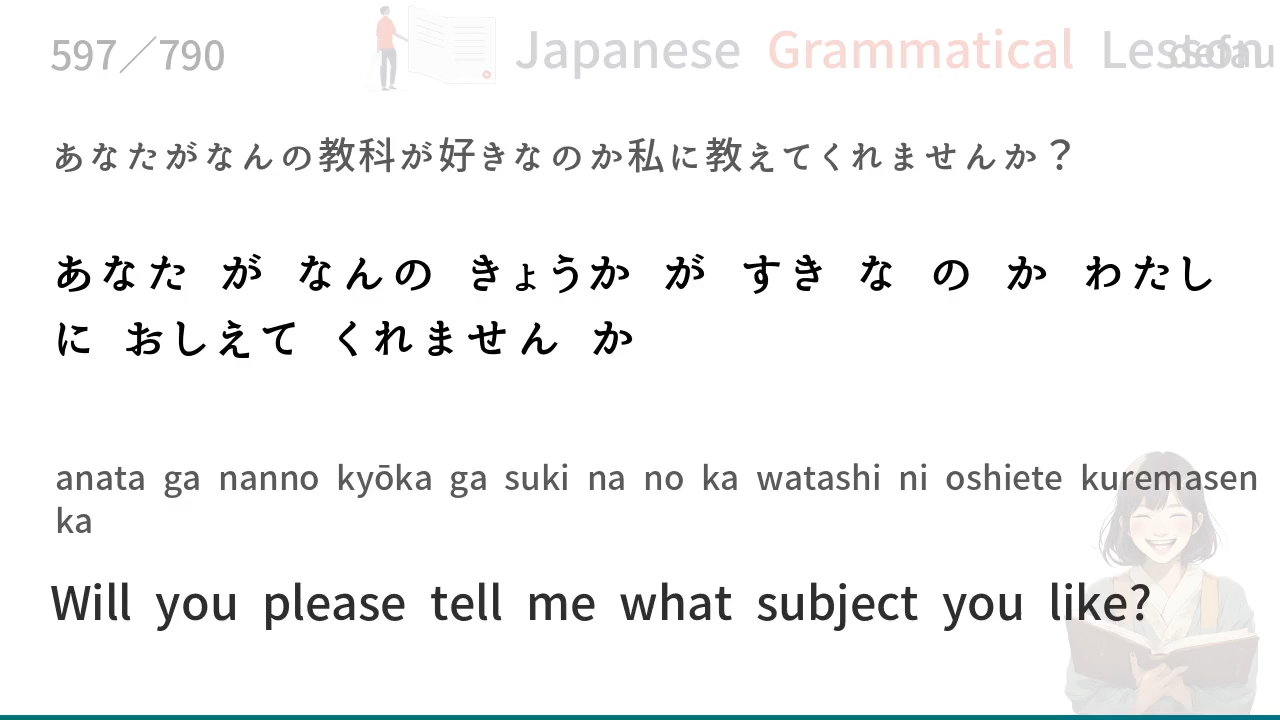 597／790
Japanese Grammatical Lesson
あなたがなんの教科が好きなのか私に教えてくれませんか？
あなた が なんの きょうか が すき な の か わたし
に おしえて くれません か
anata ga nanno kyōka ga suki na no ka watashi ni oshiete kuremasen
ka
Will you please tell me what subject you like?